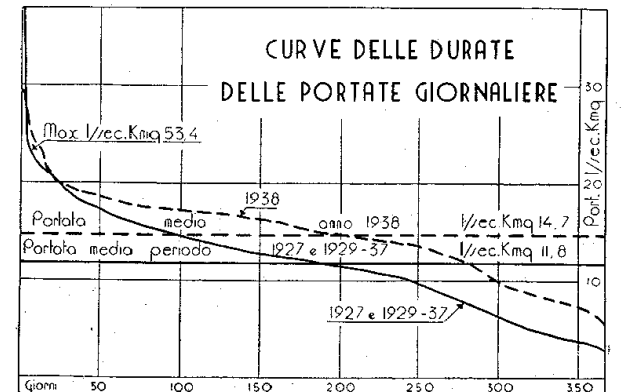 CURVE DELLE DURATE
DELLE PORTATE GIORNALIERE
30
Max l/sec.Kmq 53,4
Port. l/sec.Kmq
20
1938
Portata media anno 1938 l/sec.Kmq 14,7
Portata media periodo 1927 e 1929-37 l/sec.Kmq 11,8
10
1927 e 1929-37
Giorni 50 100 150 200 250 300 350